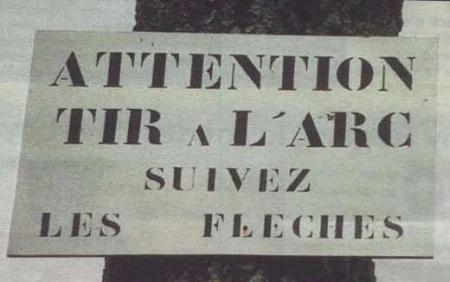 ATTENTION
TIR A L'ARC
SUIVEZ
LES FLECHES